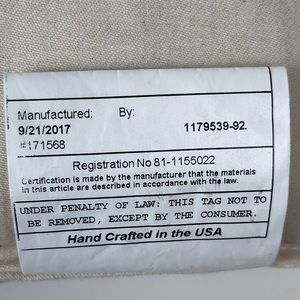 Manufactured: By:
9/21/2017 1179539-92.
#171568
Registration No 81-1155022
Certification is made by the manufacturer that the materials
in this article are described in accordance with the law.
UNDER PENALTY OF LAW: THIS TAG NOT TO
BE REMOVED, EXCEPT BY THE CONSUMER.
Hand Crafted in the USA